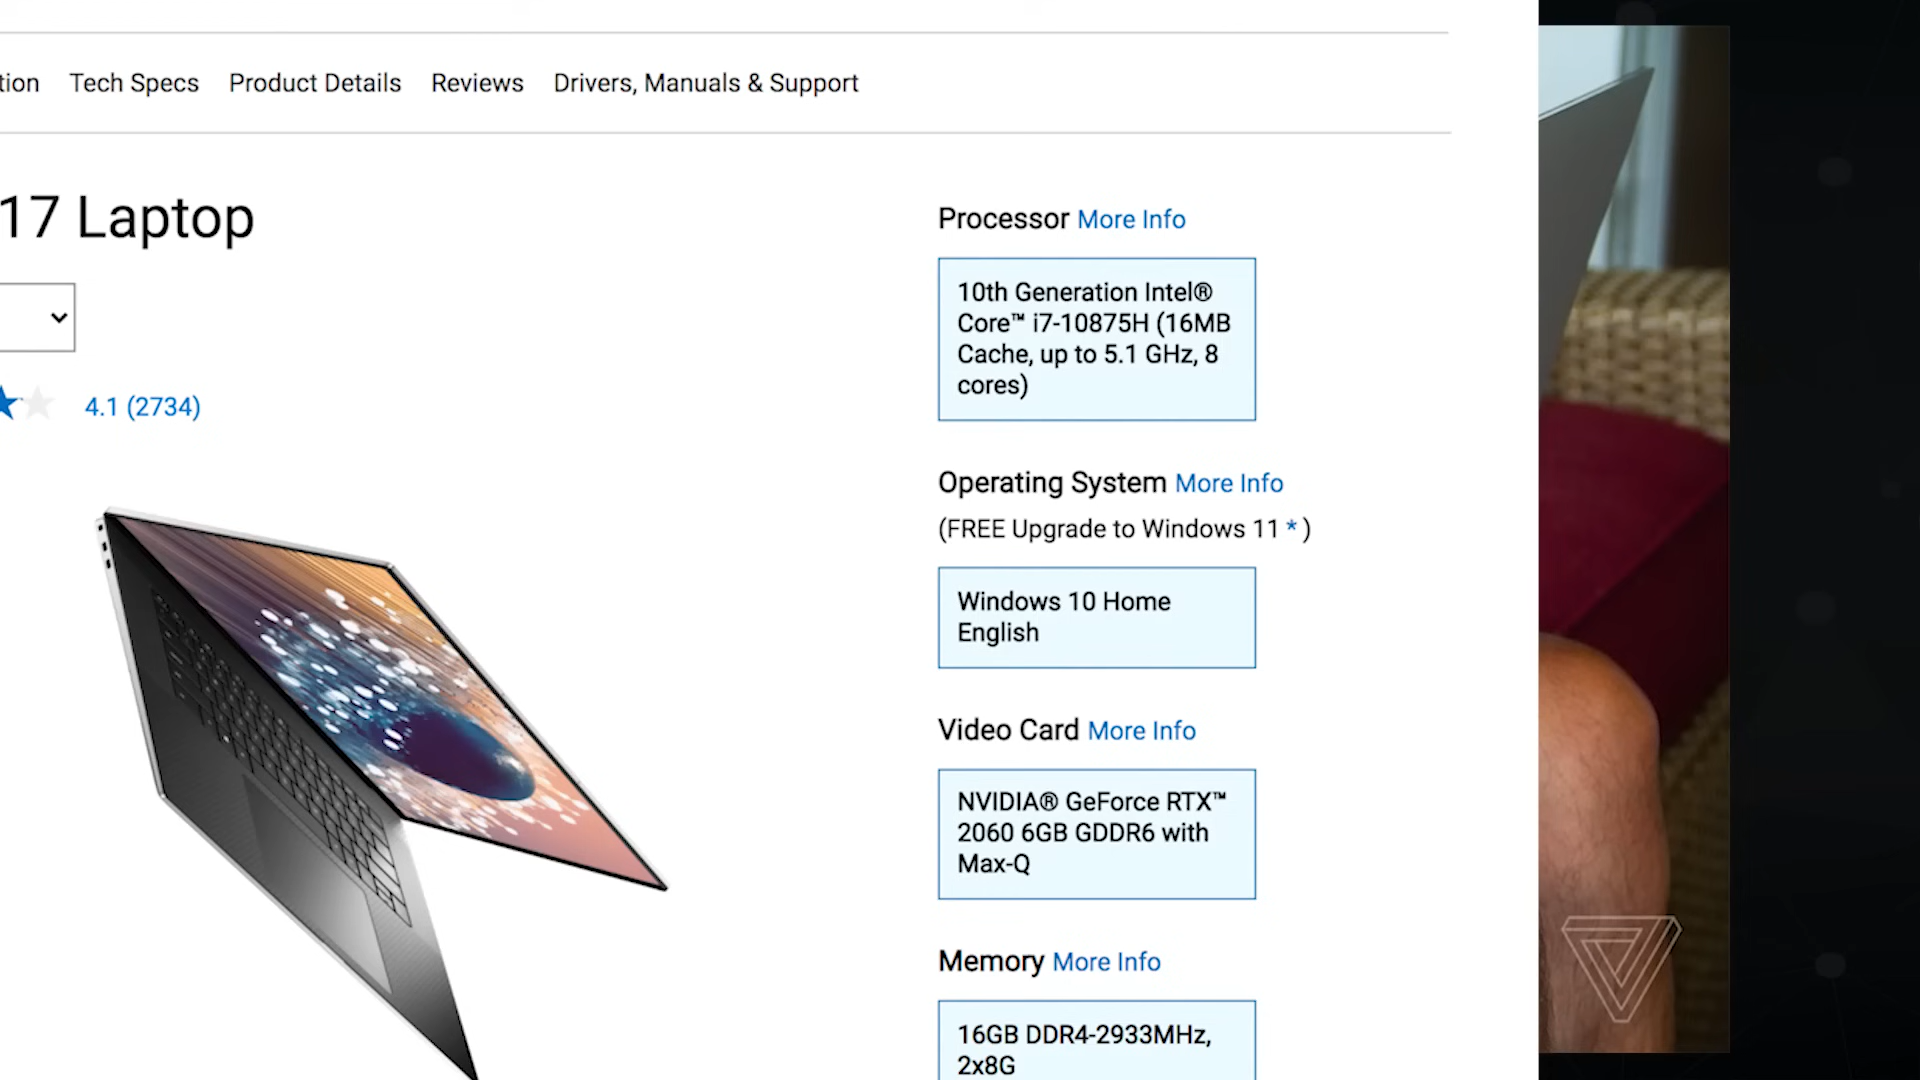 tion Tech Specs Product Details Reviews Drivers, Manuals & Support
17 Laptop
4.1 (2734)
Processor More Info
10th Generation Intel®
Core™ i7-10875H (16MB
Cache, up to 5.1 GHz, 8
cores)
Operating System More Info
(FREE Upgrade to Windows 11 * )
Windows 10 Home
English
Video Card More Info
NVIDIA® GeForce RTX™
2060 6GB GDDR6 with
Max-Q
Memory More Info
16GB DDR4-2933MHz,
2x8G